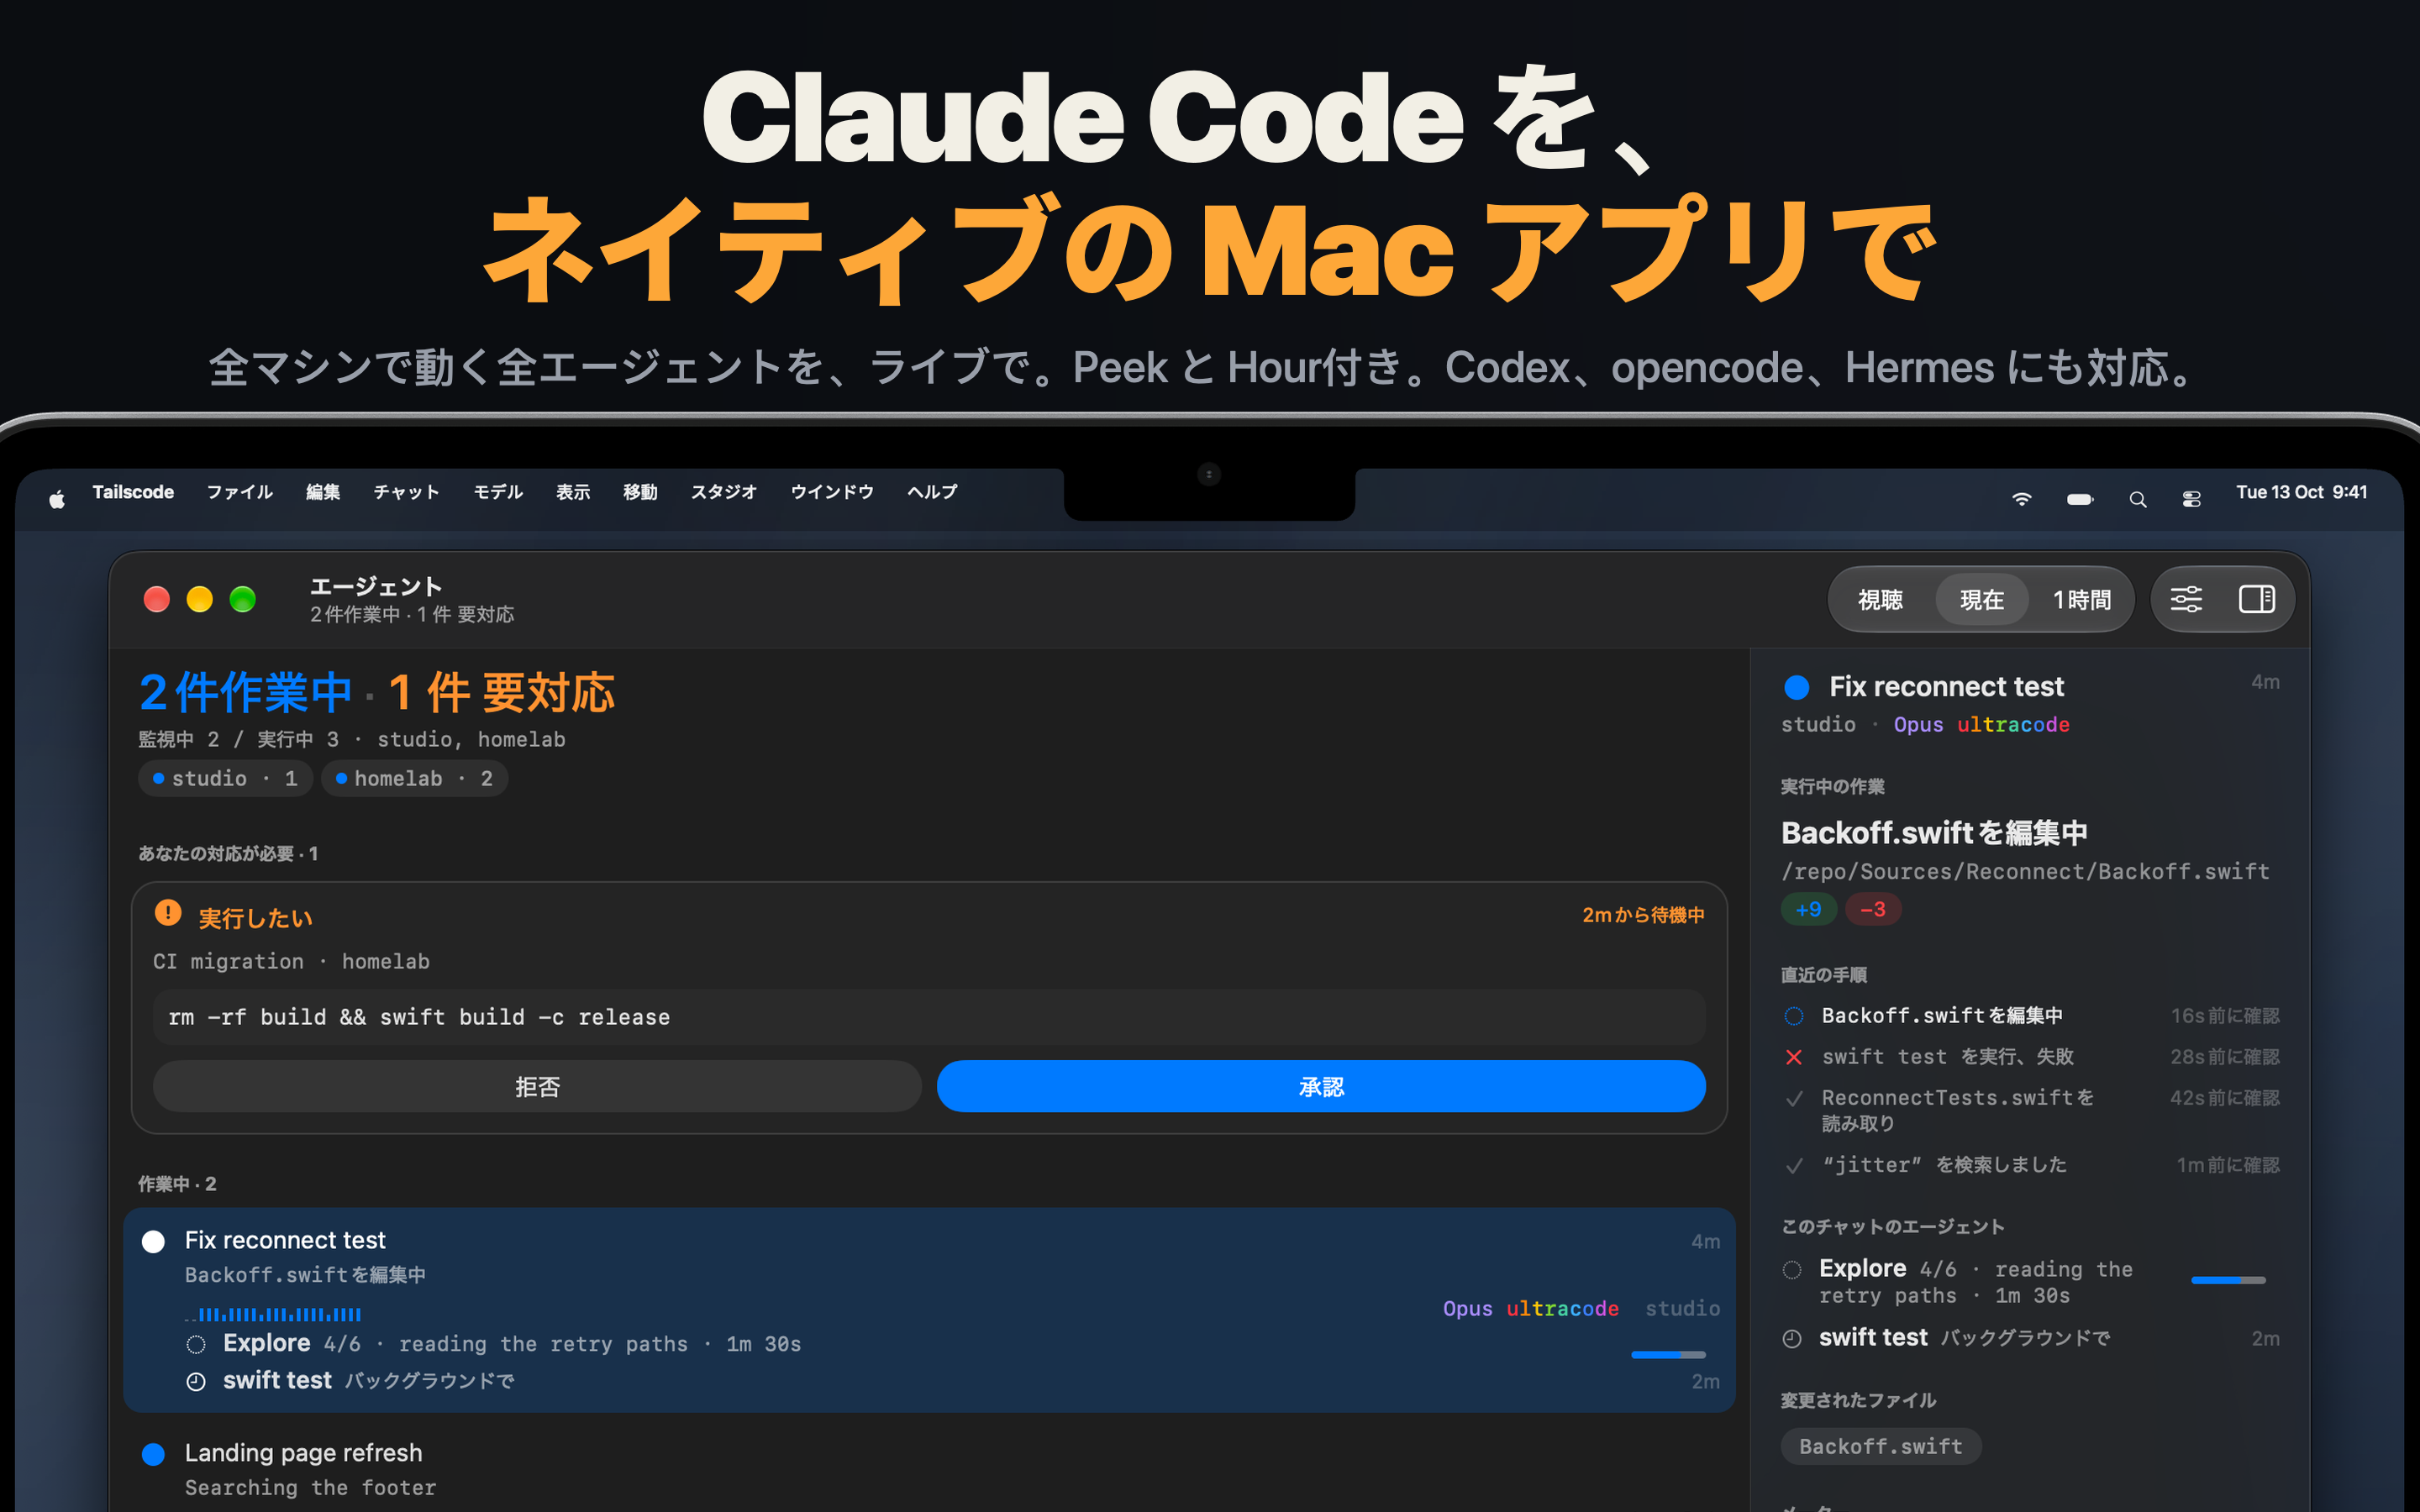 Claude Code を、
ネイティブの Mac アプリで
全マシンで動く全エージェントを、ライブで。Peek と Hour付き。Codex、opencode、Hermes にも対応。
Tailscode ファイル 編集 チャット モデル 表示 移動 スタジオ ウインドウ ヘルプ
Tue 13 Oct 9:41
エージェント
2件作業中 · 1 件 要対応
視聴 現在 1時間
2件作業中 · 1 件 要対応
監視中 2 / 実行中 3 · studio, homelab
studio · 1 homelab · 2
あなたの対応が必要 · 1
実行したい
2mから待機中
CI migration · homelab
rm -rf build && swift build -c release
拒否 承認
作業中 · 2
Fix reconnect test 4m
Backoff.swiftを編集中
Opus ultracode studio
Explore 4/6 · reading the retry paths · 1m 30s
swift test バックグラウンドで 2m
Landing page refresh
Searching the footer
Fix reconnect test 4m
studio · Opus ultracode
実行中の作業
Backoff.swiftを編集中
/repo/Sources/Reconnect/Backoff.swift
+9 −3
直近の手順
Backoff.swiftを編集中 16s前に確認
swift test を実行、失敗 28s前に確認
ReconnectTests.swiftを 42s前に確認
読み取り
“jitter” を検索しました 1m前に確認
このチャットのエージェント
Explore 4/6 · reading the
retry paths · 1m 30s
swift test バックグラウンドで 2m
変更されたファイル
Backoff.swift